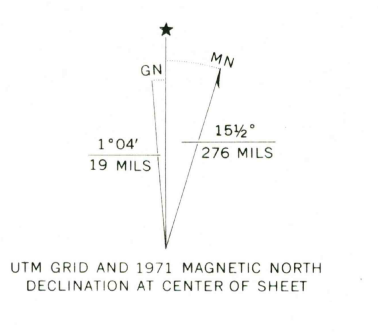 ★
GN
MN
1°04′
19 MILS
15½°
276 MILS
UTM GRID AND 1971 MAGNETIC NORTH
DECLINATION AT CENTER OF SHEET